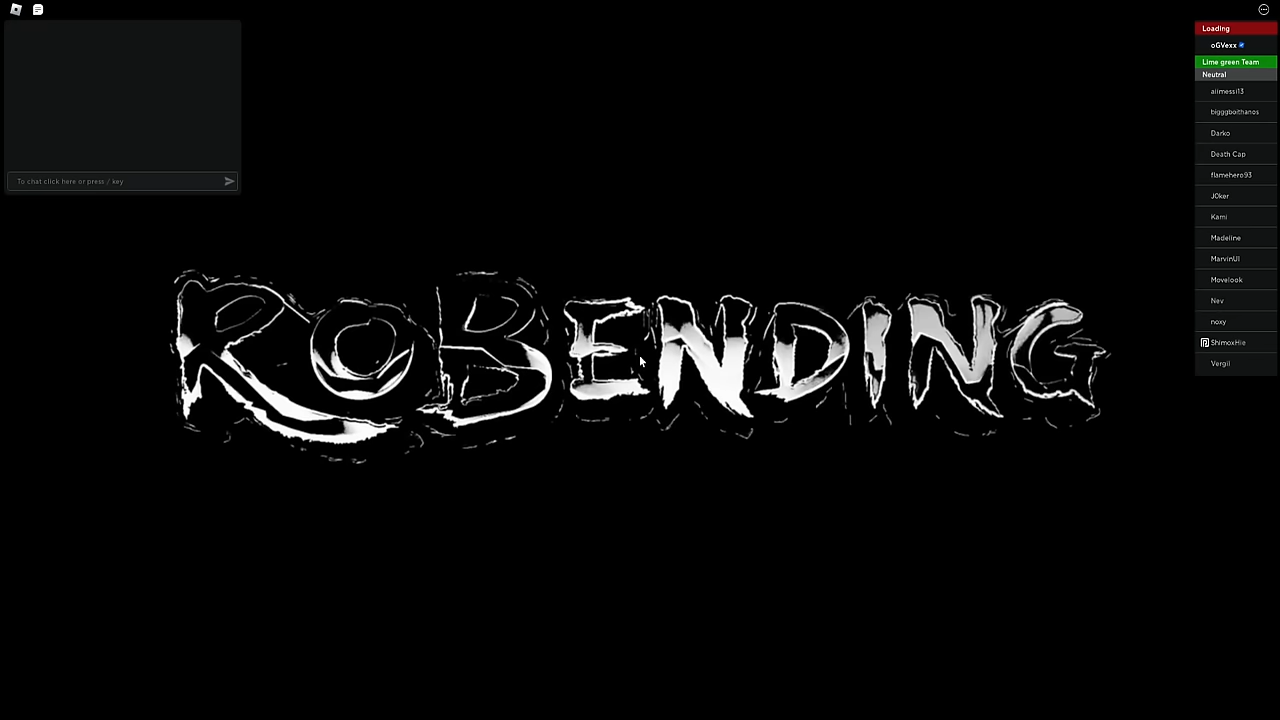 To chat click here or press / key
ROBENDING
Loading
oGVexx
Lime green Team
Neutral
alimessi13
bigggboithanos
Darko
Death Cap
flamehero93
J0ker
Kami
Madeline
MarvinUI
Movelook
Nev
noxy
ShimoxHie
Vergil